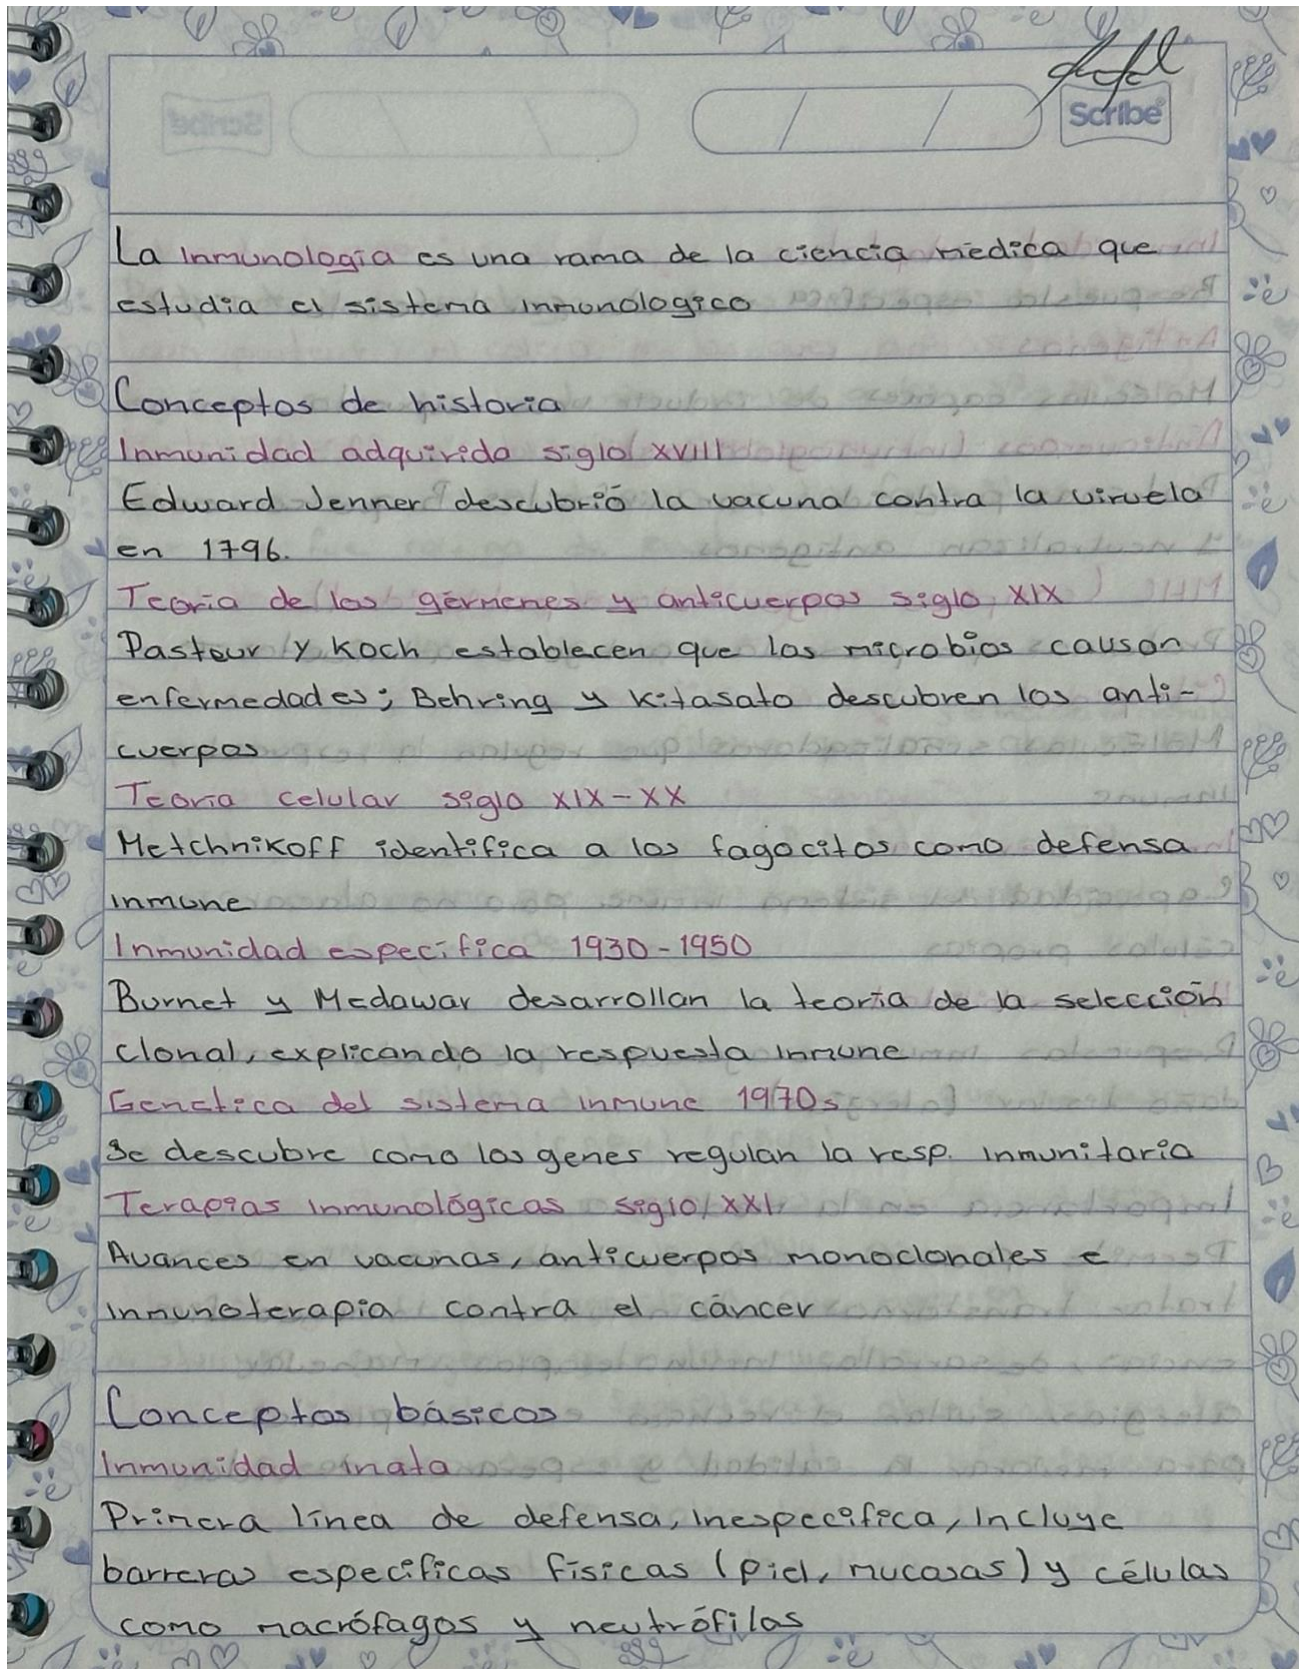 Scribe
La Inmunología es una rama de la ciencia medica que
estudia el sistema inmunologico
Conceptos de historia
Inmunidad adquirida siglo XVIII
Edward Jenner descubrió la vacuna contra la viruela
en 1796.
Teoria de los gérmenes y anticuerpos siglo XIX
Pasteur y Koch establecen que los microbios causan
enfermedades; Behring y Kitasato descubren los anti-
cuerpos
Teoria celular siglo XIX-XX
Metchnikoff identifica a los fagocitos como defensa
inmune
Inmunidad especifica 1930-1950
Burnet y Medawar desarrollan la teoria de la selección
clonal, explicando la respuesta inmune
Genetica del sistema inmune 1970s
Se descubre como los genes regulan la resp. inmunitaria
Terapias inmunológicas siglo XXI
Avances en vacunas, anticuerpos monoclonales e
inmunoterapia contra el cáncer
Conceptos básicos
Inmunidad inata
Primera línea de defensa, inespecifica, incluye
barreras especificas físicas (piel, mucosas) y células
como macrófagos y neutrófilos